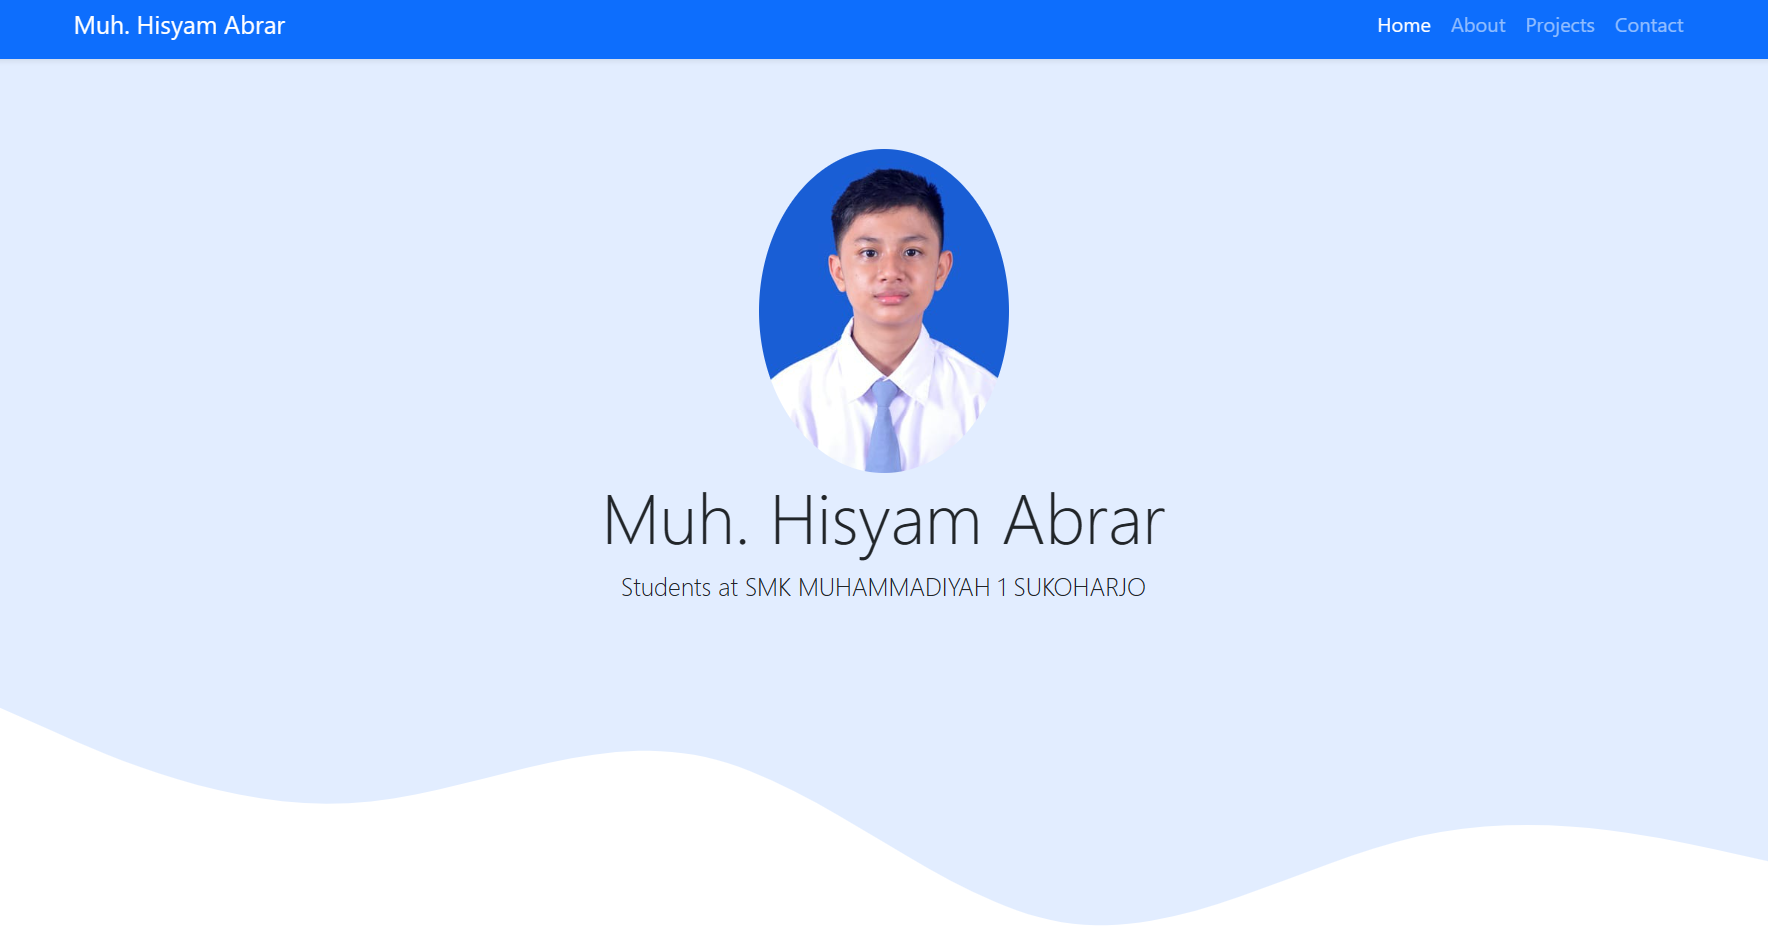 Muh. Hisyam Abrar
Home About Projects Contact
Muh. Hisyam Abrar
Students at SMK MUHAMMADIYAH 1 SUKOHARJO